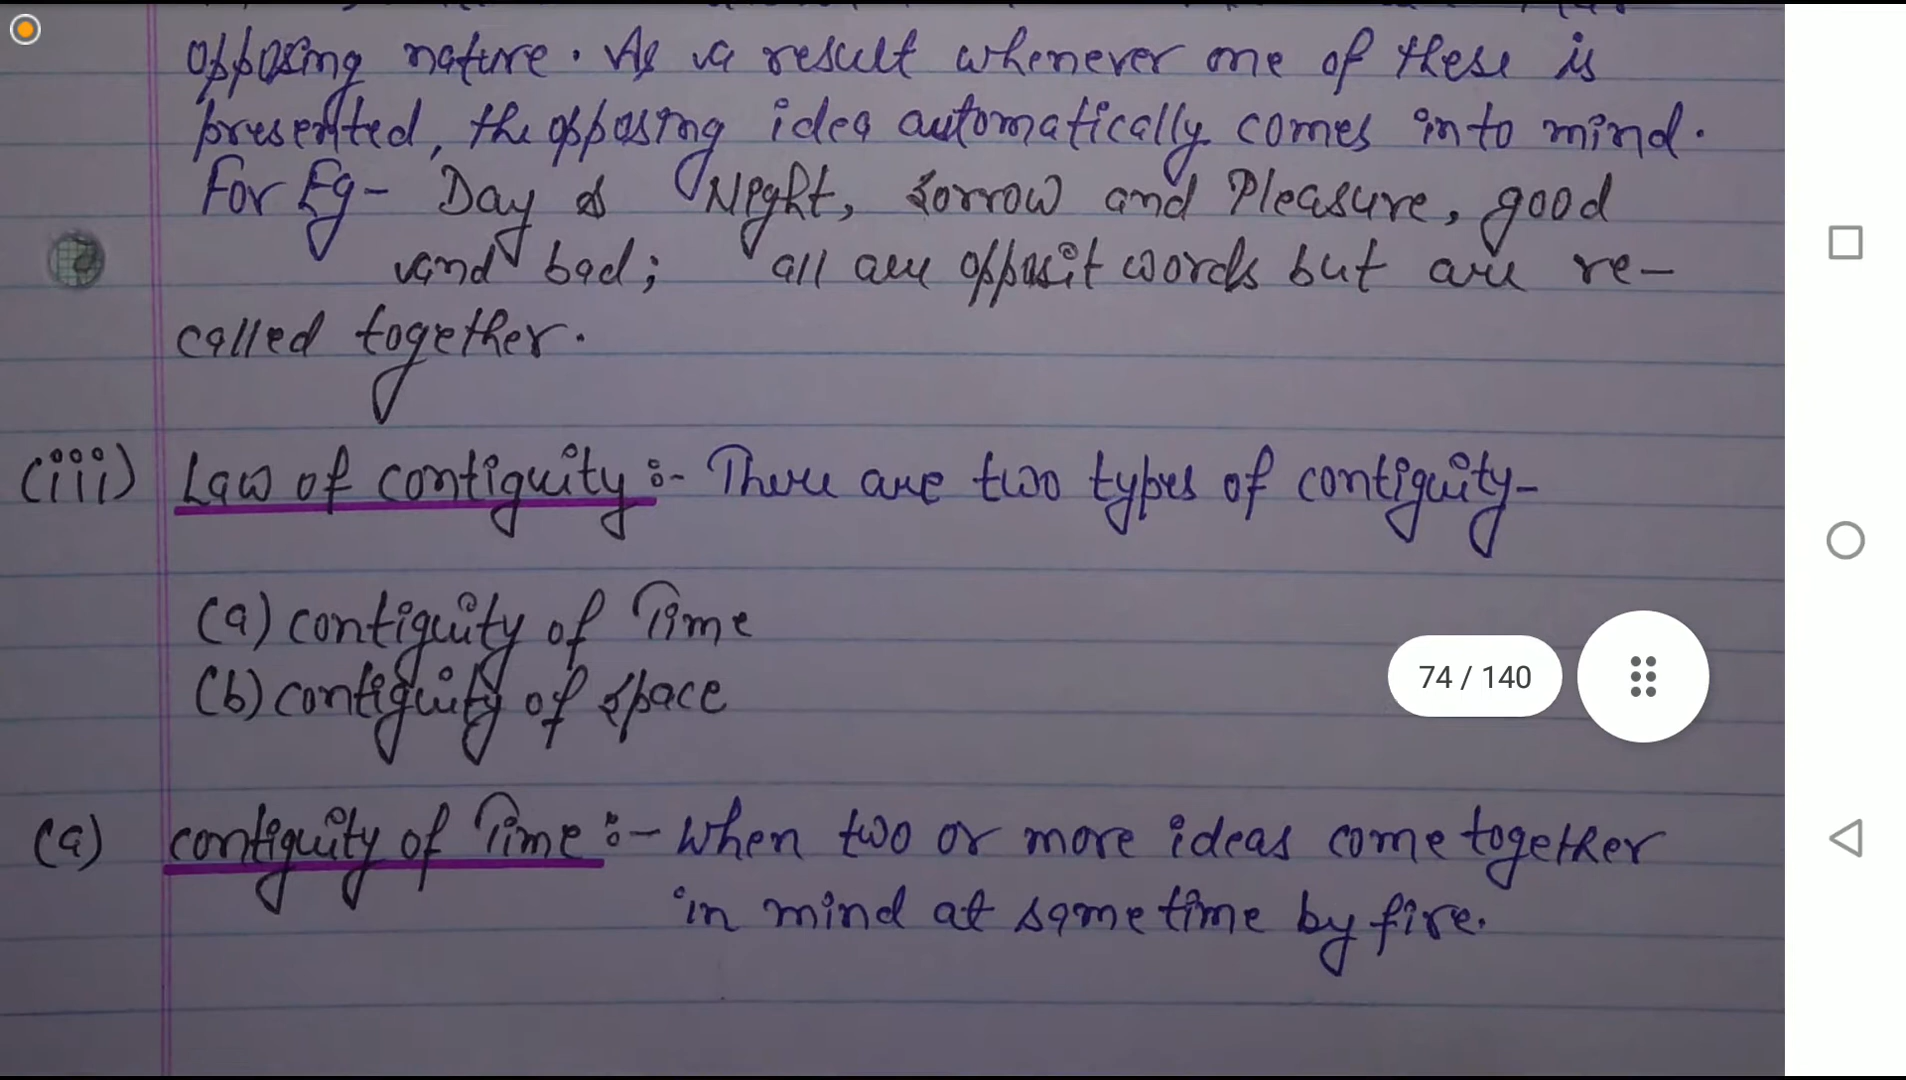 opposing nature. As a result whenever one of these is
presented, the opposing idea automatically comes into mind.
For Eg- Day & Night, Sorrow and Pleasure, good
and bad; all are opposit words but are re-
called together.
(iii) Law of contiguity :- There are two types of contiguity-
(a) contiguity of Time
(b) contiguity of space
74 / 140
(a) contiguity of Time :- When two or more ideas come together
in mind at same time by fire.